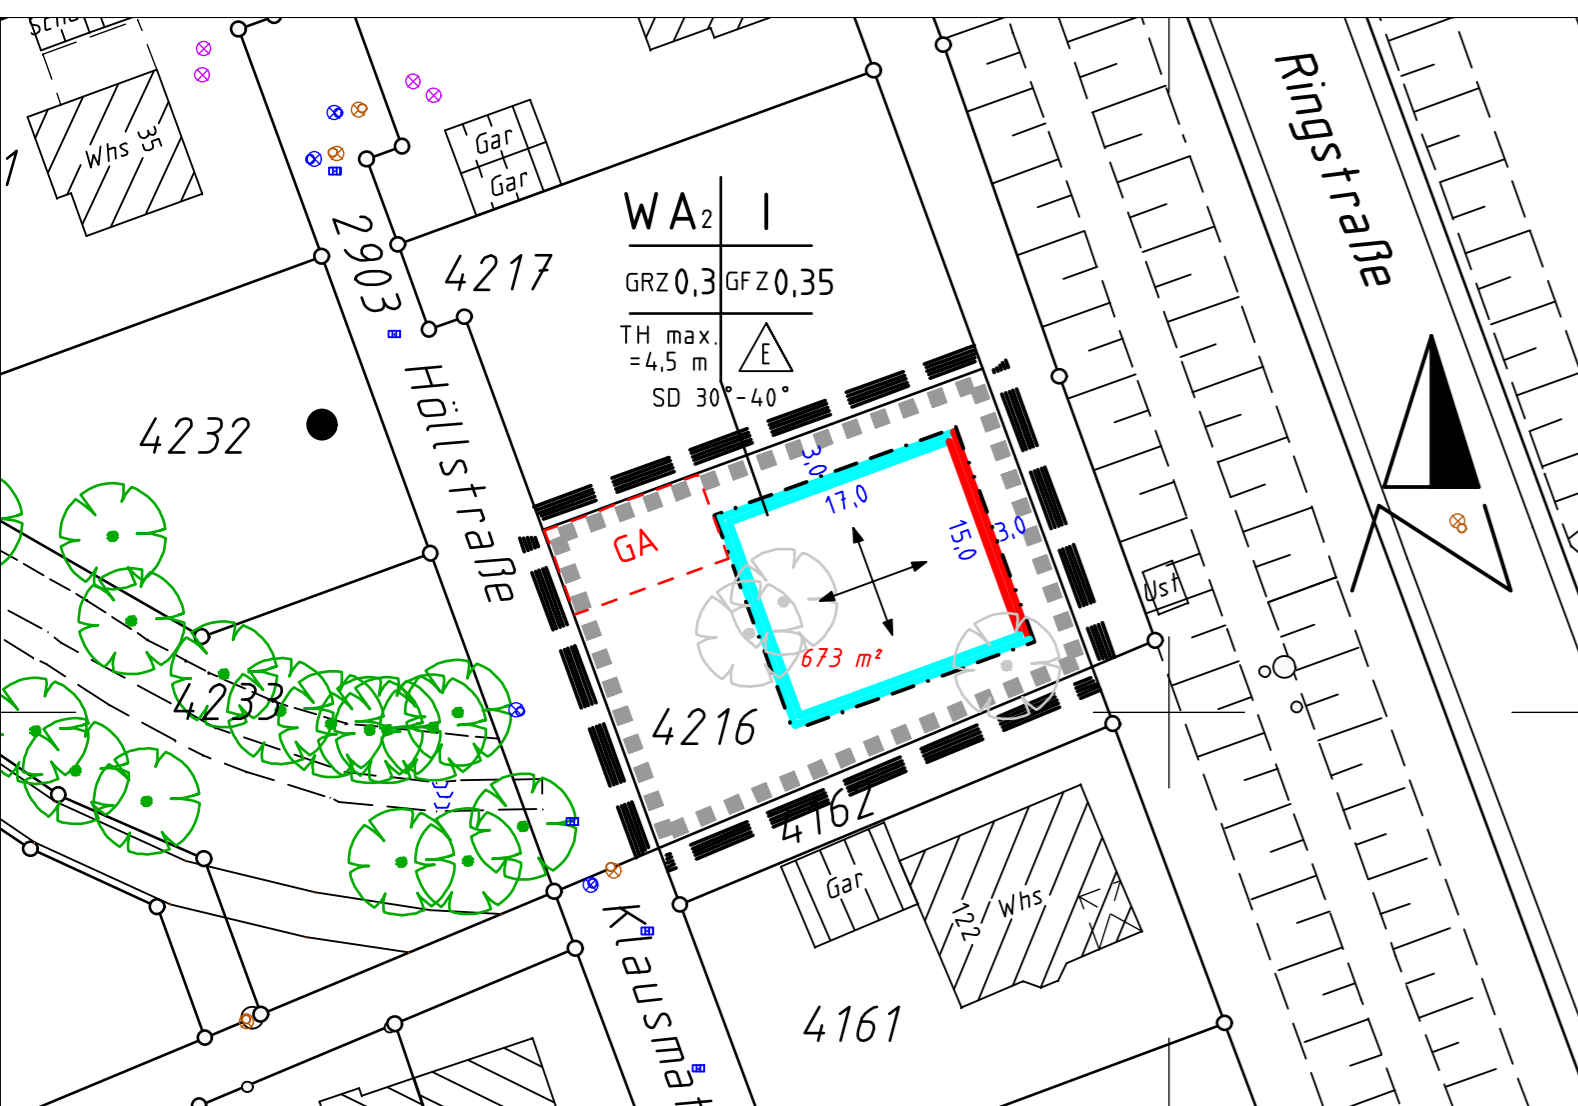 1
Whs 35
Gar
Gar
2903
4217
WA2 I
GRZ 0,3 GFZ 0,35
TH max.
=4,5 m
E
SD 30°-40°
Ringstraße
4232
Höllstraße
GA
3,0
17,0
15,0
3,0
673 m²
Ust
4216
4233
4162
Gar
Whs
122
4161